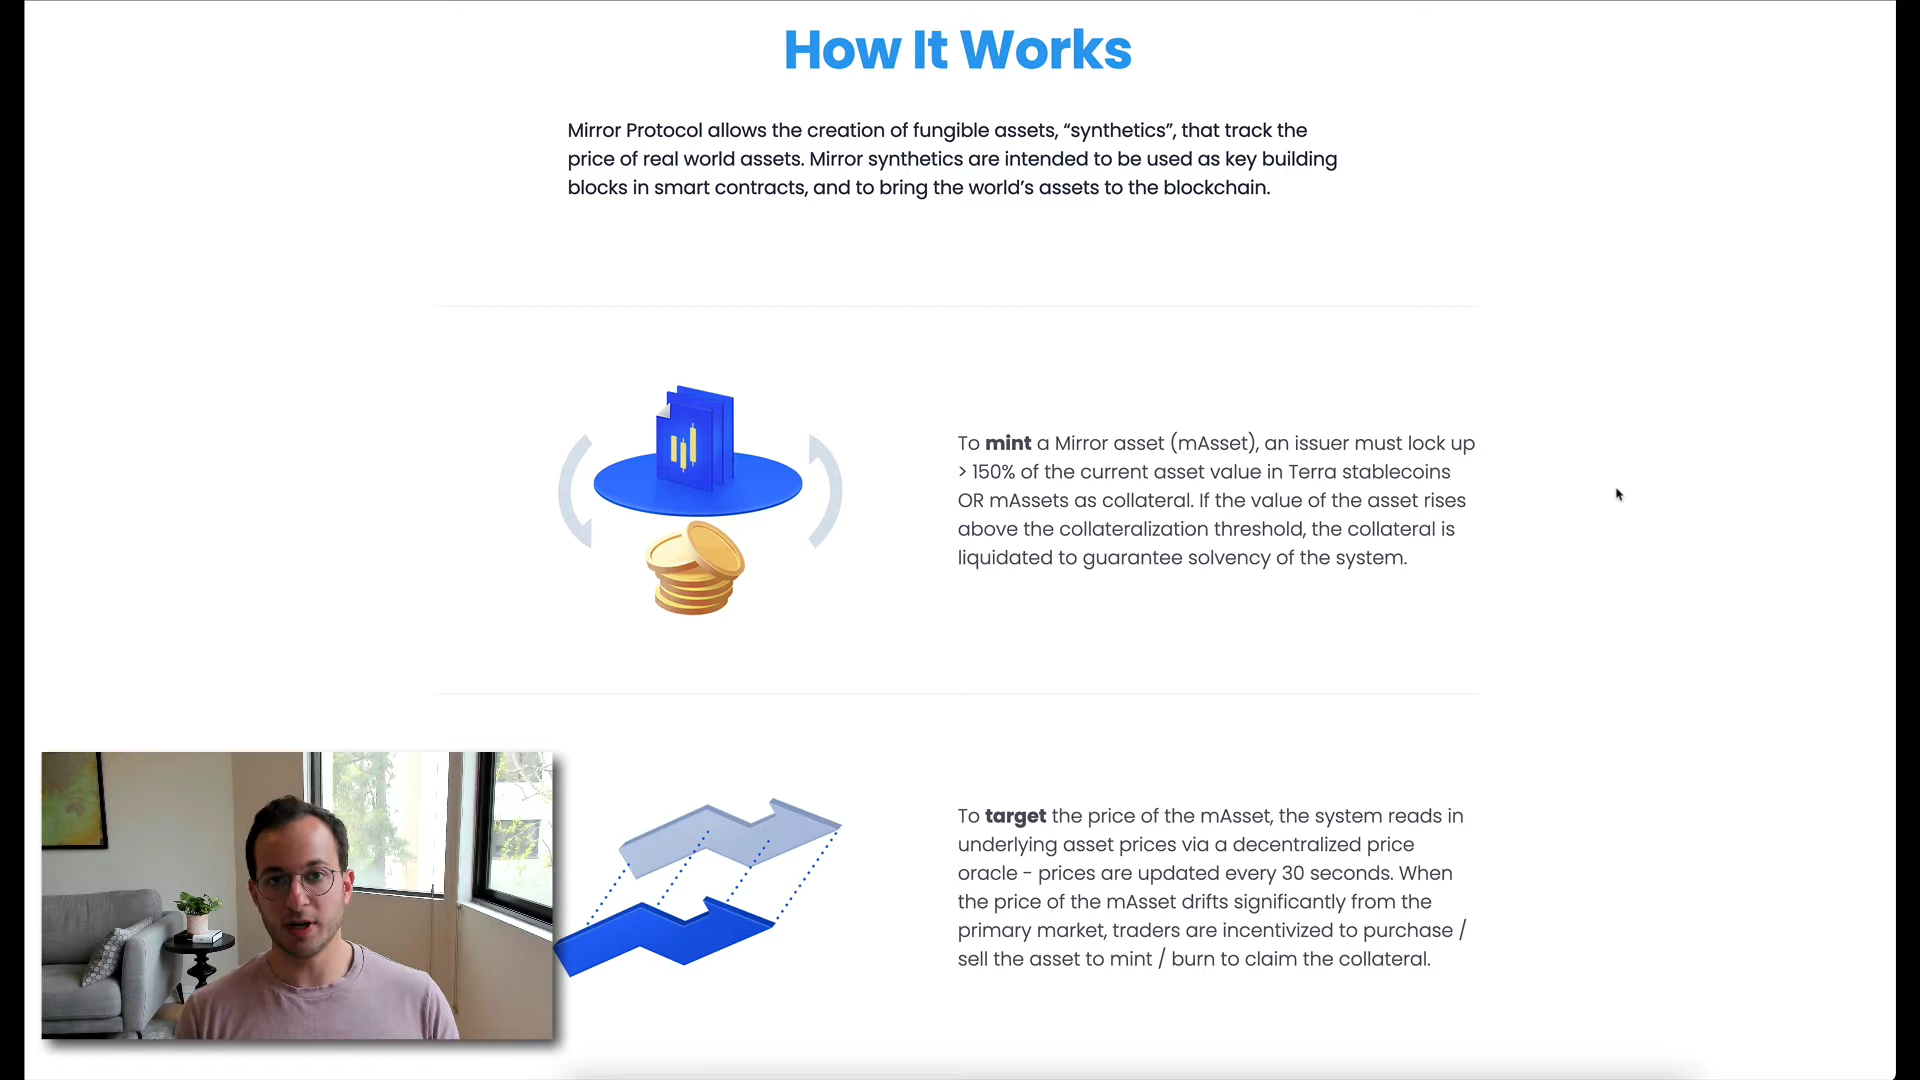 How It Works
Mirror Protocol allows the creation of fungible assets, “synthetics”, that track the
price of real world assets. Mirror synthetics are intended to be used as key building
blocks in smart contracts, and to bring the world’s assets to the blockchain.
To mint a Mirror asset (mAsset), an issuer must lock up
> 150% of the current asset value in Terra stablecoins
OR mAssets as collateral. If the value of the asset rises
above the collateralization threshold, the collateral is
liquidated to guarantee solvency of the system.
To target the price of the mAsset, the system reads in
underlying asset prices via a decentralized price
oracle - prices are updated every 30 seconds. When
the price of the mAsset drifts significantly from the
primary market, traders are incentivized to purchase /
sell the asset to mint / burn to claim the collateral.